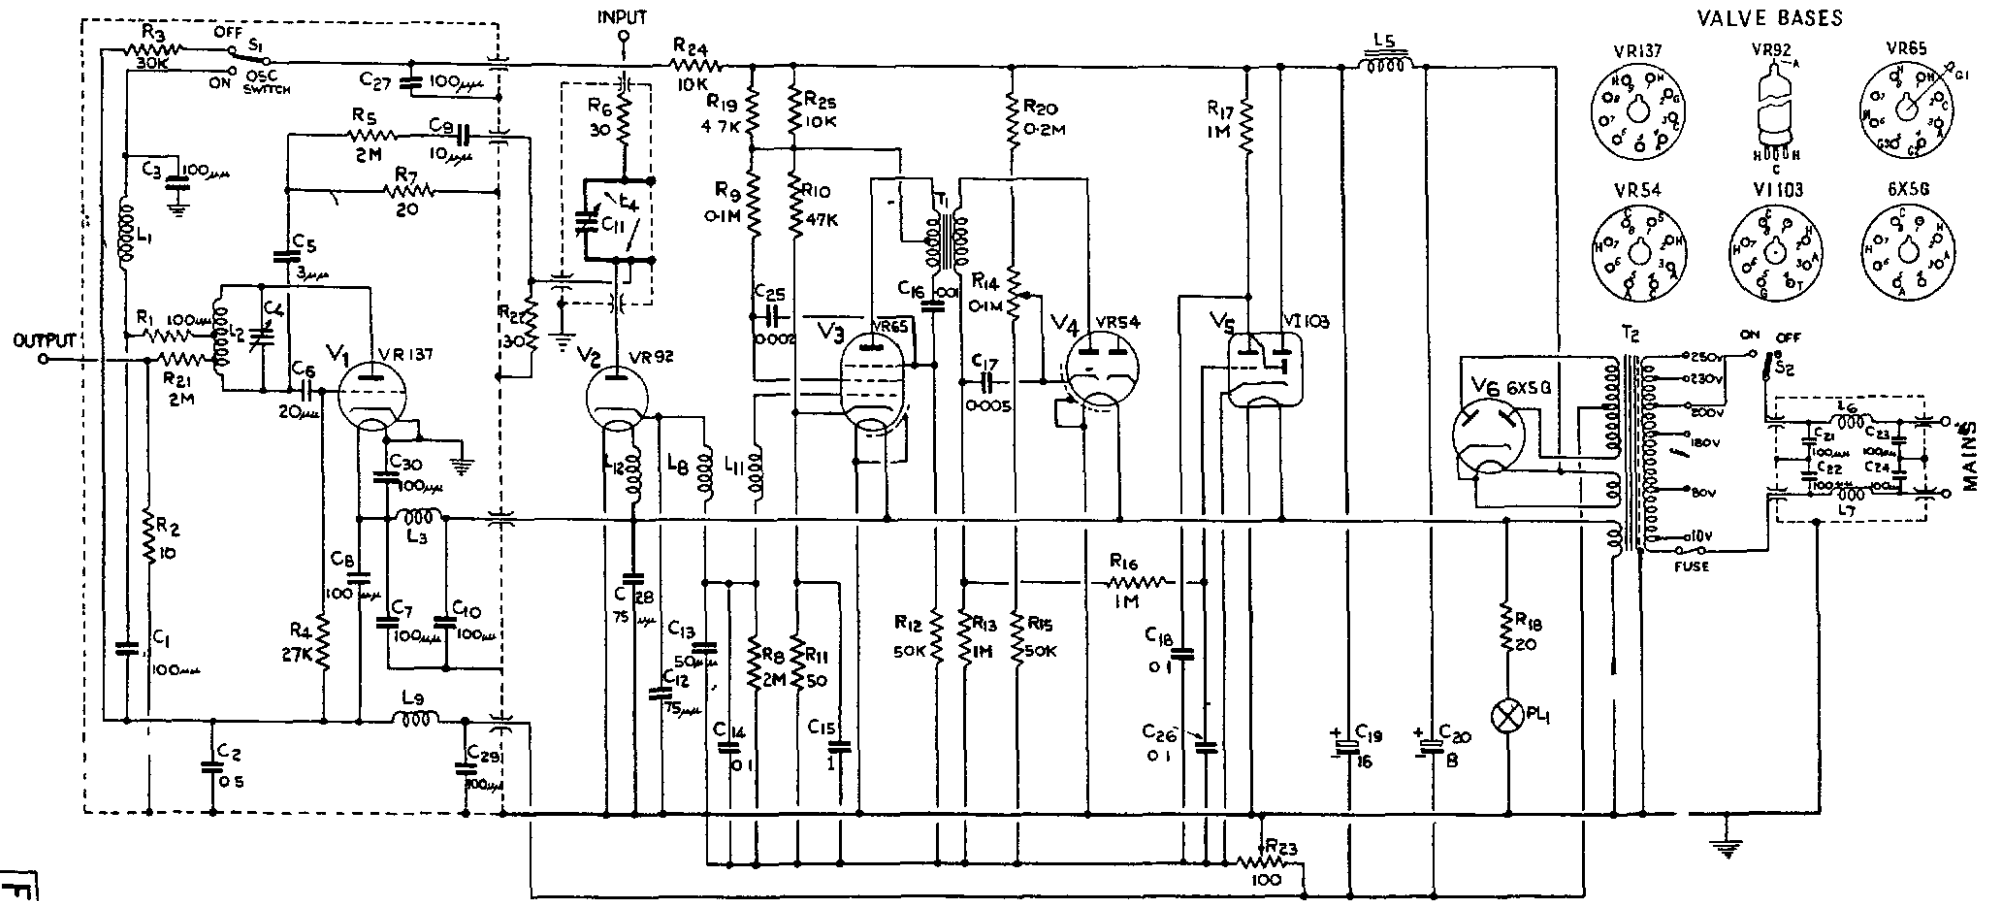 INPUT
VALVE BASES
R3
30K
OFF
S1
ON
OSC
SWITCH
C27
100μμ
R24
10K
L5
VR137
VR92
VR65
A
G1
R5
2M
C9
10μμ
R6
30
R19
4.7K
R25
10K
R20
0.2M
R17
1M
C3
100μμ
R7
20
L4
C11
R9
0.1M
R10
47K
T1
HOOOH
C
VR54
VI103
6X5G
L1
C5
3μμ
R14
0.1M
C16
.001
C25
0.002
R22
30
OUTPUT
R1
100μμ
L2
C4
R21
2M
C6
20μμ
V1
VR137
V2
VR92
V3
VR65
V4
VR54
C17
0.005
V5
VI103
V6
6X5G
T2
250V
230V
200V
180V
80V
10V
FUSE
ON
OFF
S2
L6
C21
100μμ
C23
100μμ
C22
100μμ
C24
100μ
L7
MAINS
C30
100μμ
L12
L8
L11
R2
10
L3
C8
100μμ
C7
100μμ
C10
100μμ
C28
75μμ
R16
1M
C1
100μμ
R4
27K
C13
50μμ
C12
75μμ
R8
2M
R11
50
R12
50K
R13
1M
R15
50K
C18
0.1
R18
20
PL1
L9
C2
0.5
C29
100μμ
C14
0.1
C15
1
C26
0.1
+
-
C19
16
+
-
C20
8
R23
100
F